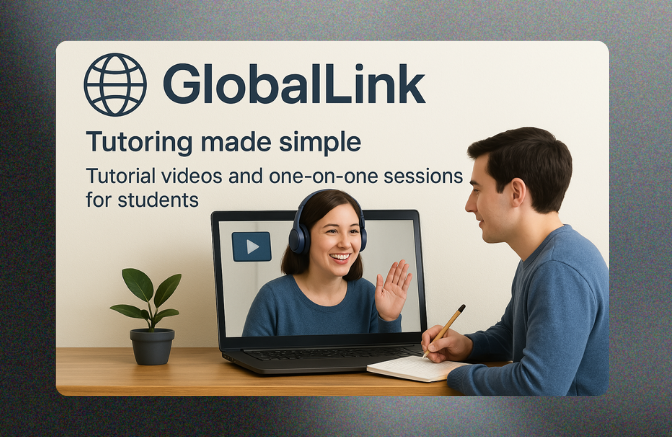 GlobalLink
Tutoring made simple
Tutorial videos and one-on-one sessions
for students